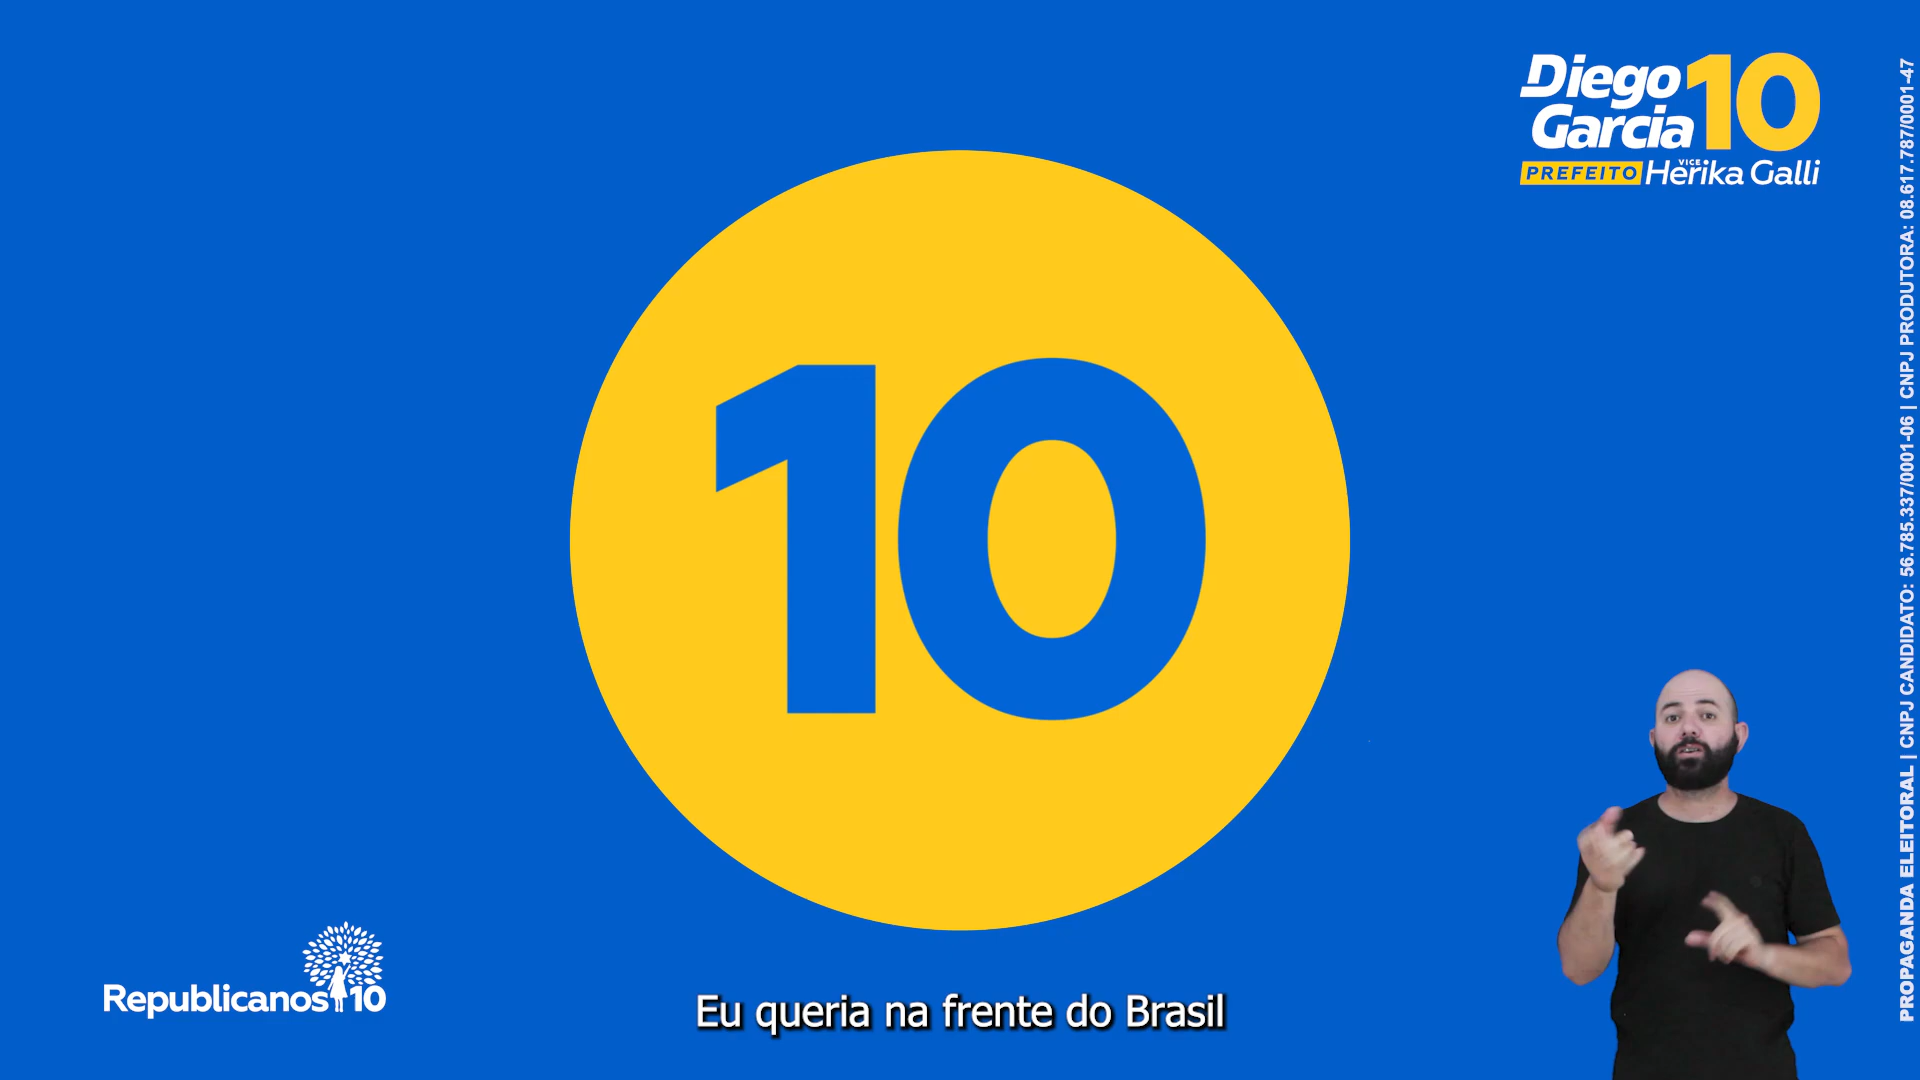 Diego
Garcia 10
PREFEITO VICE Herika Galli
10
Republicanos 10
Eu queria na frente do Brasil
PROPAGANDA ELEITORAL | CNPJ CANDIDATO: 56.785.337/0001-06 | CNPJ PRODUTORA: 08.617.787/0001-47